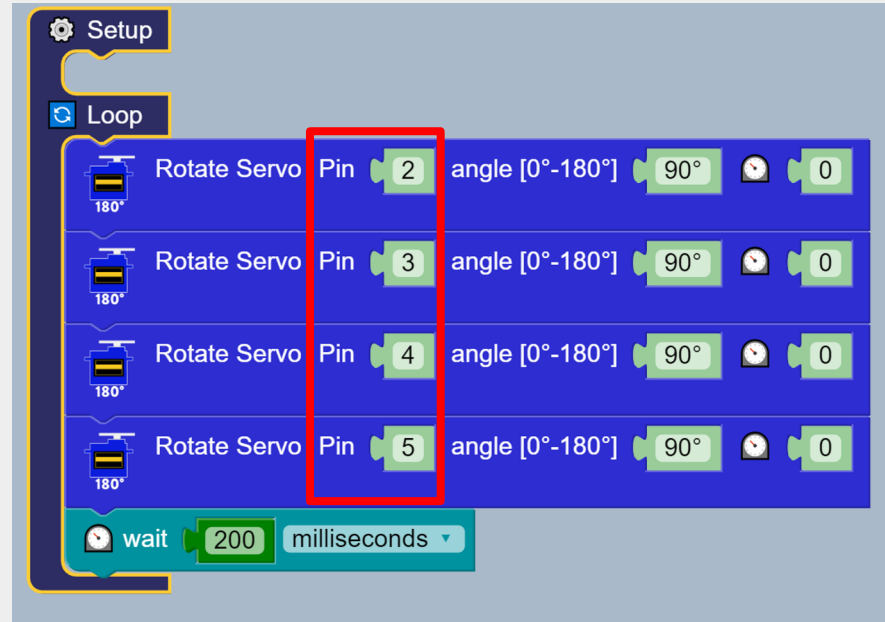 Setup
Loop
Rotate Servo Pin 2 angle [0°-180°] 90° 0
180°
Rotate Servo Pin 3 angle [0°-180°] 90° 0
180°
Rotate Servo Pin 4 angle [0°-180°] 90° 0
180°
Rotate Servo Pin 5 angle [0°-180°] 90° 0
180°
wait 200 milliseconds